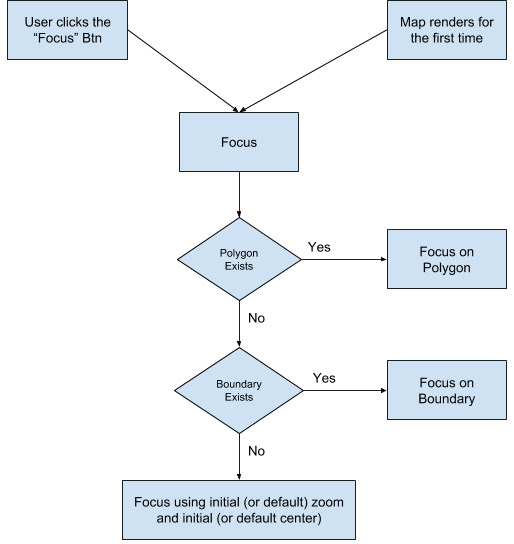 User clicks the
“Focus” Btn
Map renders for
the first time
Focus
Polygon
Exists
Yes
Focus on
Polygon
No
Boundary
Exists
Yes
Focus on
Boundary
No
Focus using initial (or default) zoom
and initial (or default center)